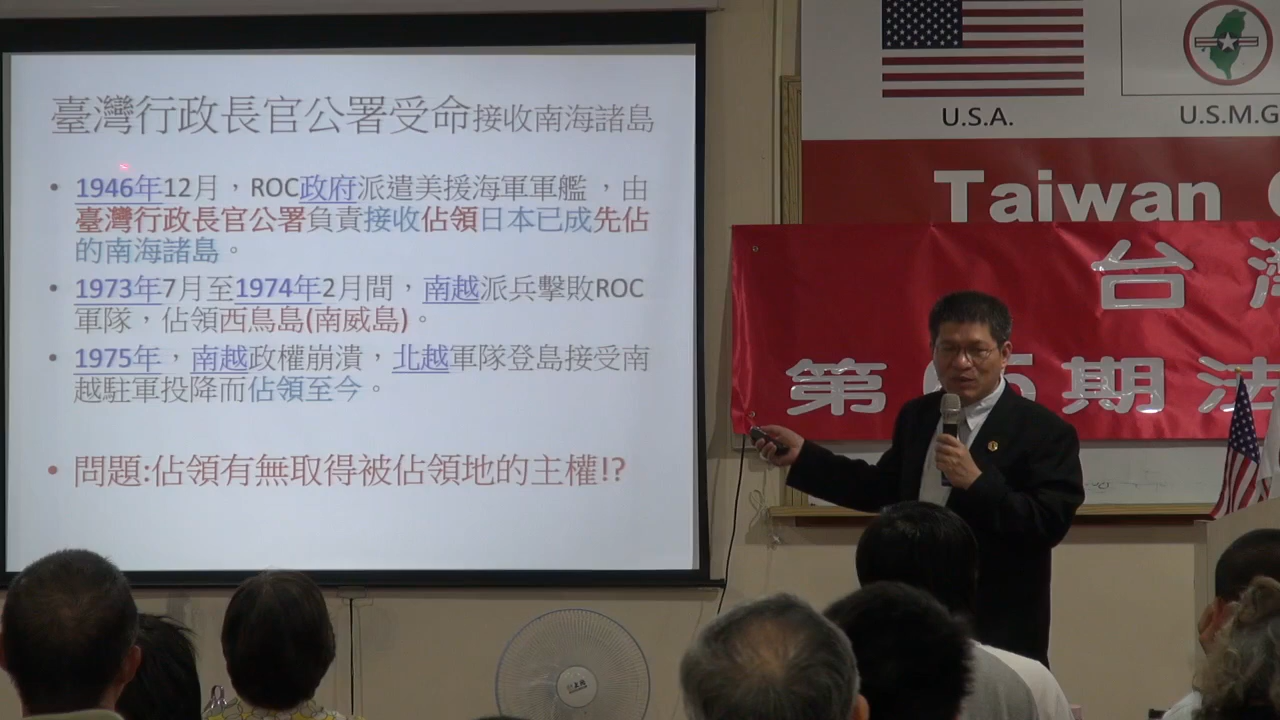 臺灣行政長官公署受命接收南海諸島
• 1946年12月，ROC政府派遣美援海軍軍艦，由
臺灣行政長官公署負責接收佔領日本已成先佔
的南海諸島。
• 1973年7月至1974年2月間，南越派兵擊敗ROC
軍隊，佔領西鳥島(南威島)。
• 1975年，南越政權崩潰，北越軍隊登島接受南
越駐軍投降而佔領至今。
• 問題:佔領有無取得被佔領地的主權!?
U.S.A.
U.S.M.G
Taiwan
台
第 5期法